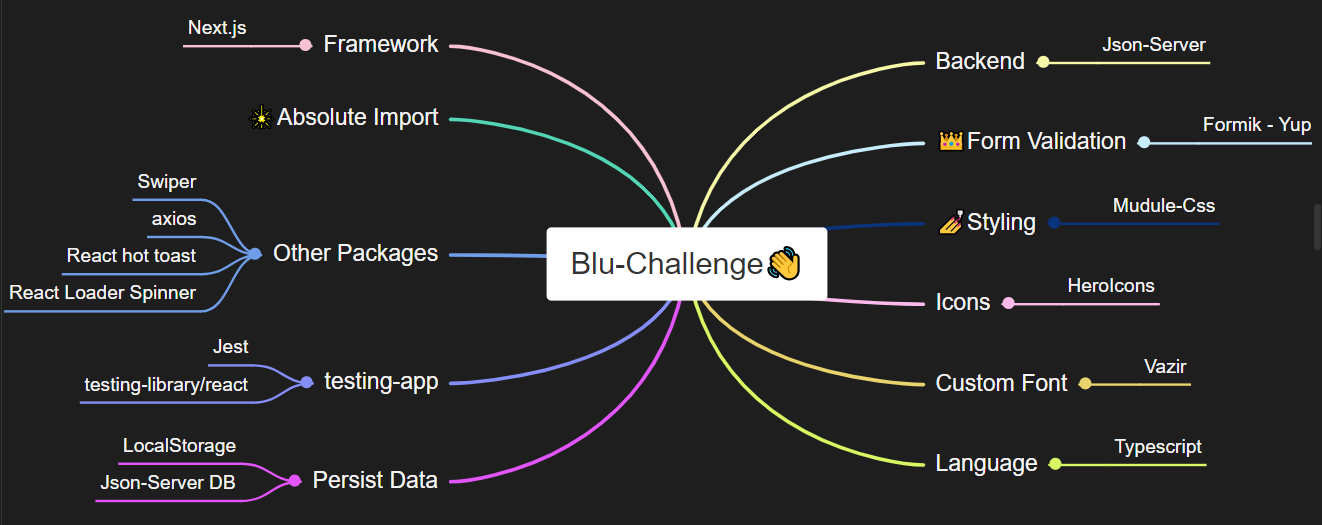 Blu-Challenge👋
Framework
Next.js
Absolute Import
Other Packages
Swiper
axios
React hot toast
React Loader Spinner
testing-app
Jest
testing-library/react
Persist Data
LocalStorage
Json-Server DB
Backend
Json-Server
👑Form Validation
Formik - Yup
💅Styling
Mudule-Css
Icons
HeroIcons
Custom Font
Vazir
Language
Typescript